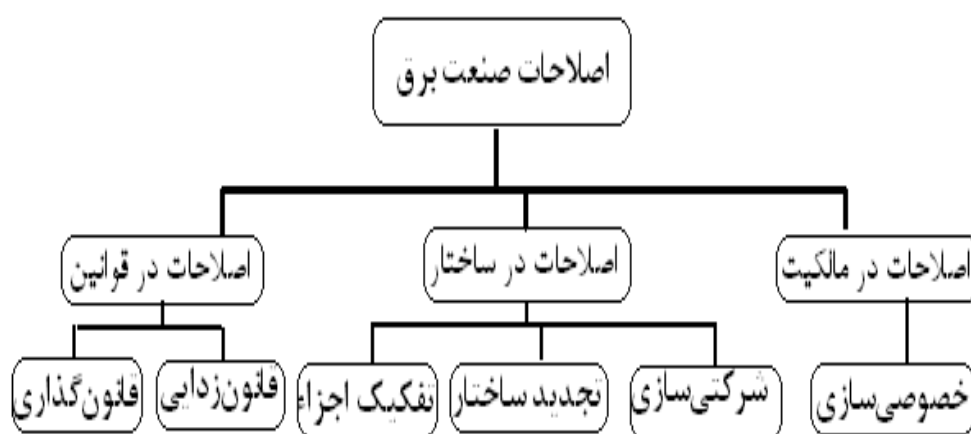 اصلاحات صنعت برق
اصلاحات در مالکیت
اصلاحات در ساختار
اصلاحات در قوانین
خصوصی‌سازی
شرکتی‌سازی
تجدید ساختار
تفکیک اجزاء
قانون‌زدایی
قانون‌گذاری